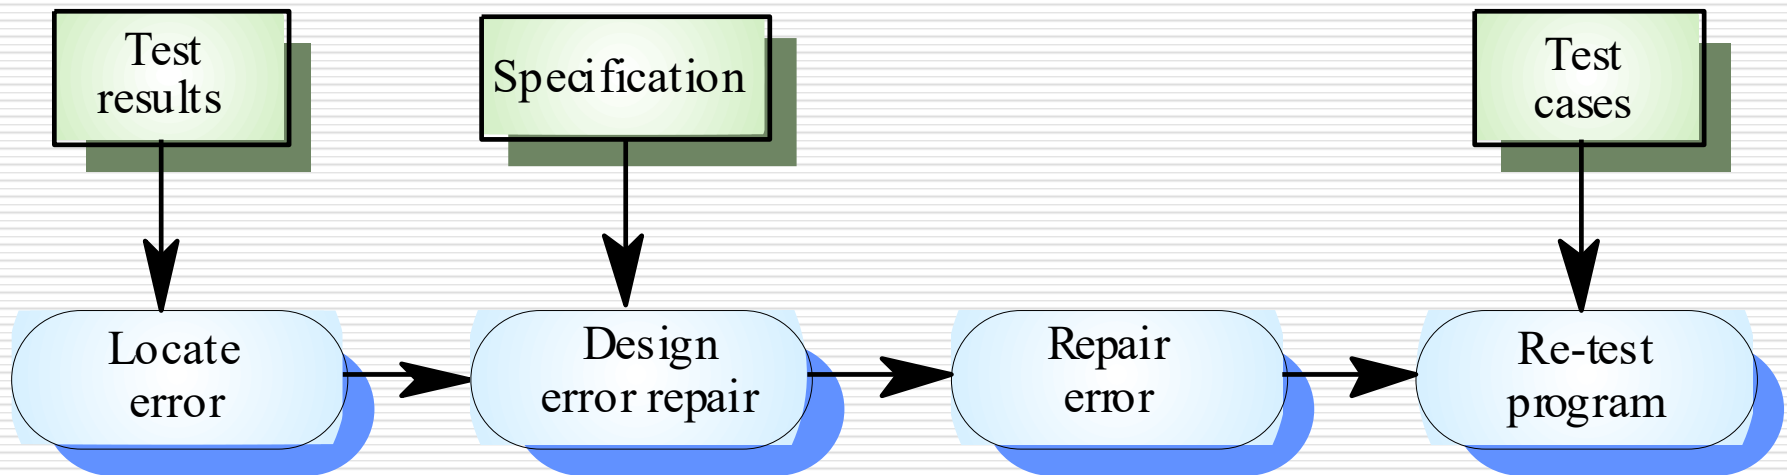 Test
results
Specification
Test
cases
Locate
error
Design
error repair
Repair
error
Re-test
program